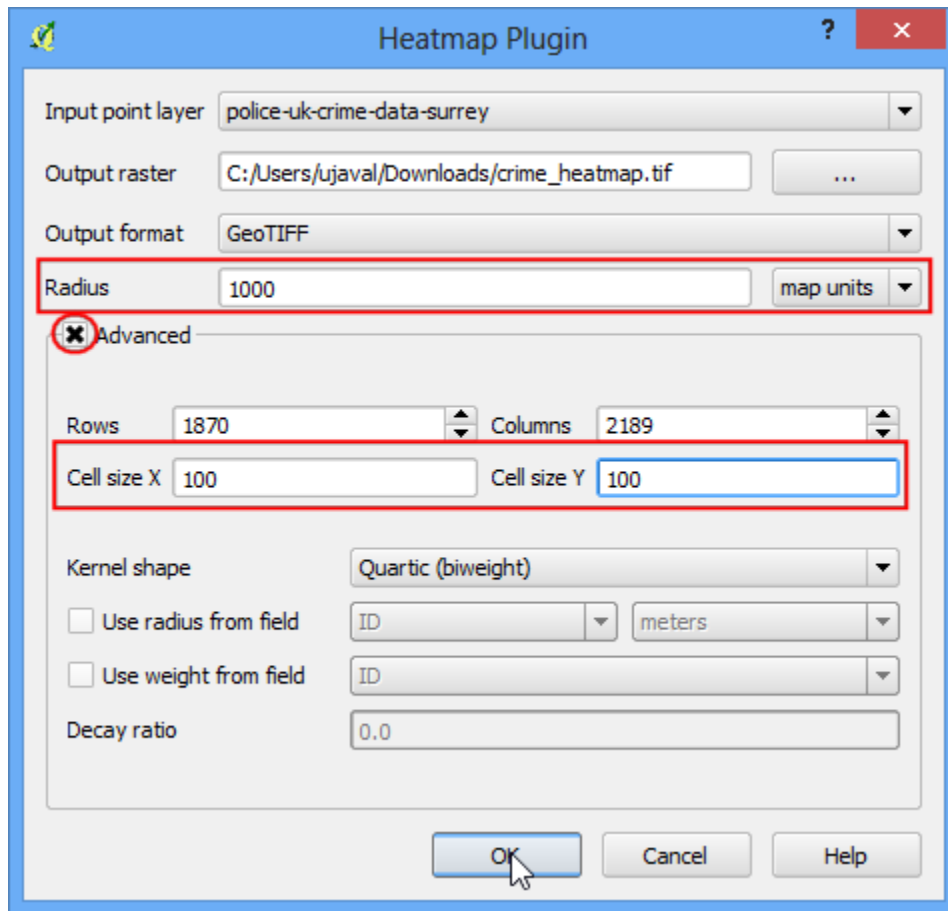 Heatmap Plugin ?
Input point layer police-uk-crime-data-surrey
Output raster C:/Users/ujaval/Downloads/crime_heatmap.tif ...
Output format GeoTIFF
Radius 1000 map units
Advanced
Rows 1870 Columns 2189
Cell size X 100 Cell size Y 100
Kernel shape Quartic (biweight)
Use radius from field ID meters
Use weight from field ID
Decay ratio 0.0
OK Cancel Help